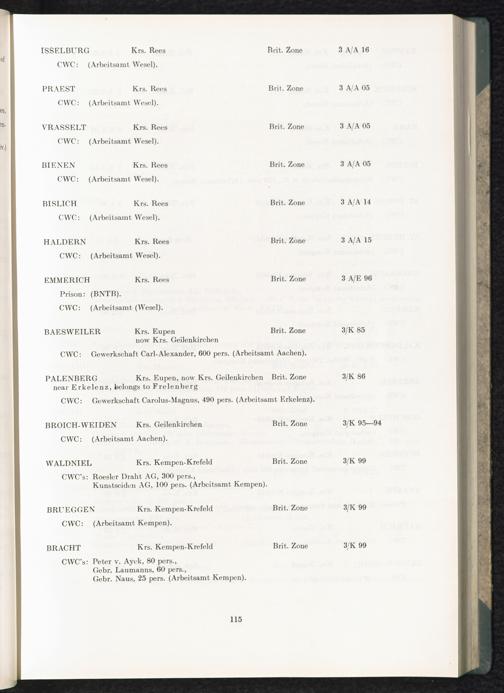 ISSELBURG Krs. Rees Brit. Zone 3 A/A 16
CWC: (Arbeitsamt Wesel).
PRAEST Krs. Rees Brit. Zone 3 A/A 05
CWC: (Arbeitsamt Wesel).
VRASSELT Krs. Rees Brit. Zone 3 A/A 05
CWC: (Arbeitsamt Wesel).
BIENEN Krs. Rees Brit. Zone 3 A/A 05
CWC: (Arbeitsamt Wesel).
BISLICH Krs. Rees Brit. Zone 3 A/A 14
CWC: (Arbeitsamt Wesel).
HALDERN Krs. Rees Brit. Zone 3 A/A 15
CWC: (Arbeitsamt Wesel).
EMMERICH Krs. Rees Brit. Zone 3 A/E 96
Prison: (BNTB).
CWC: (Arbeitsamt (Wesel).
BAESWEILER Krs. Eupen Brit. Zone 3/K 85
now Krs. Geilenkirchen
CWC: Gewerkschaft Carl-Alexander, 600 pers. (Arbeitsamt Aachen).
PALENBERG Krs. Eupen, now Krs. Geilenkirchen Brit. Zone 3/K 86
near Erkelenz, belongs to Frelenberg
CWC: Gewerkschaft Carolus-Magnus, 490 pers. (Arbeitsamt Erkelenz).
BROICH-WEIDEN Krs. Geilenkirchen Brit. Zone 3/K 95—94
CWC: (Arbeitsamt Aachen).
WALDNIEL Krs. Kempen-Krefeld Brit. Zone 3/K 99
CWC's: Roesler Draht AG, 300 pers.,
Kunstseiden AG, 100 pers. (Arbeitsamt Kempen).
BRUEGGEN Krs. Kempen-Krefeld Brit. Zone 3/K 99
CWC: (Arbeitsamt Kempen).
BRACHT Krs. Kempen-Krefeld Brit. Zone 3/K 99
CWC's: Peter v. Ayck, 80 pers.,
Gebr. Laumanns, 60 pers.,
Gebr. Naus, 25 pers. (Arbeitsamt Kempen).
115